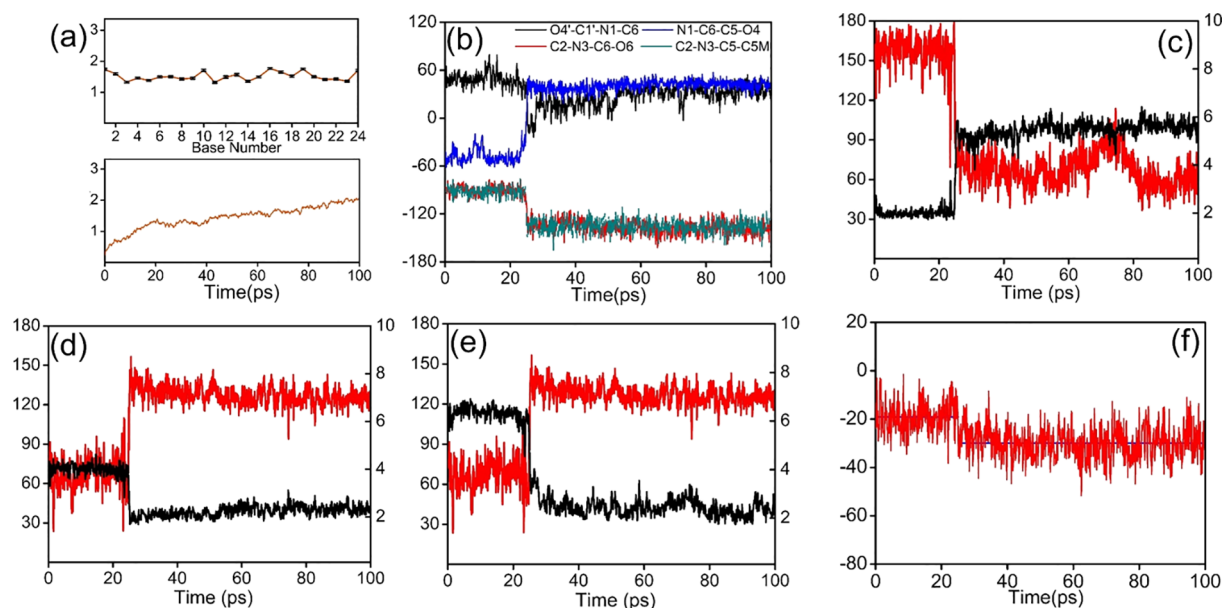 (a)
3
2
1
2 4 6 8 10 12 14 16 18 20 22 24
Base Number
3
2
1
0 20 40 60 80 100
Time(ps)
(b)
O4'-C1'-N1-C6 N1-C6-C5-O4
C2-N3-C6-O6 C2-N3-C5-C5M
120
60
0
-60
-120
-180
0 20 40 60 80 100
Time(ps)
(c)
180
150
120
90
60
30
10
8
6
4
2
0 20 40 60 80 100
Time (ps)
(d)
180
150
120
90
60
30
10
8
6
4
2
0 20 40 60 80 100
Time (ps)
(e)
180
150
120
90
60
30
10
8
6
4
2
0 20 40 60 80 100
Time (ps)
(f)
20
0
-20
-40
-60
-80
0 20 40 60 80 100
Time (ps)